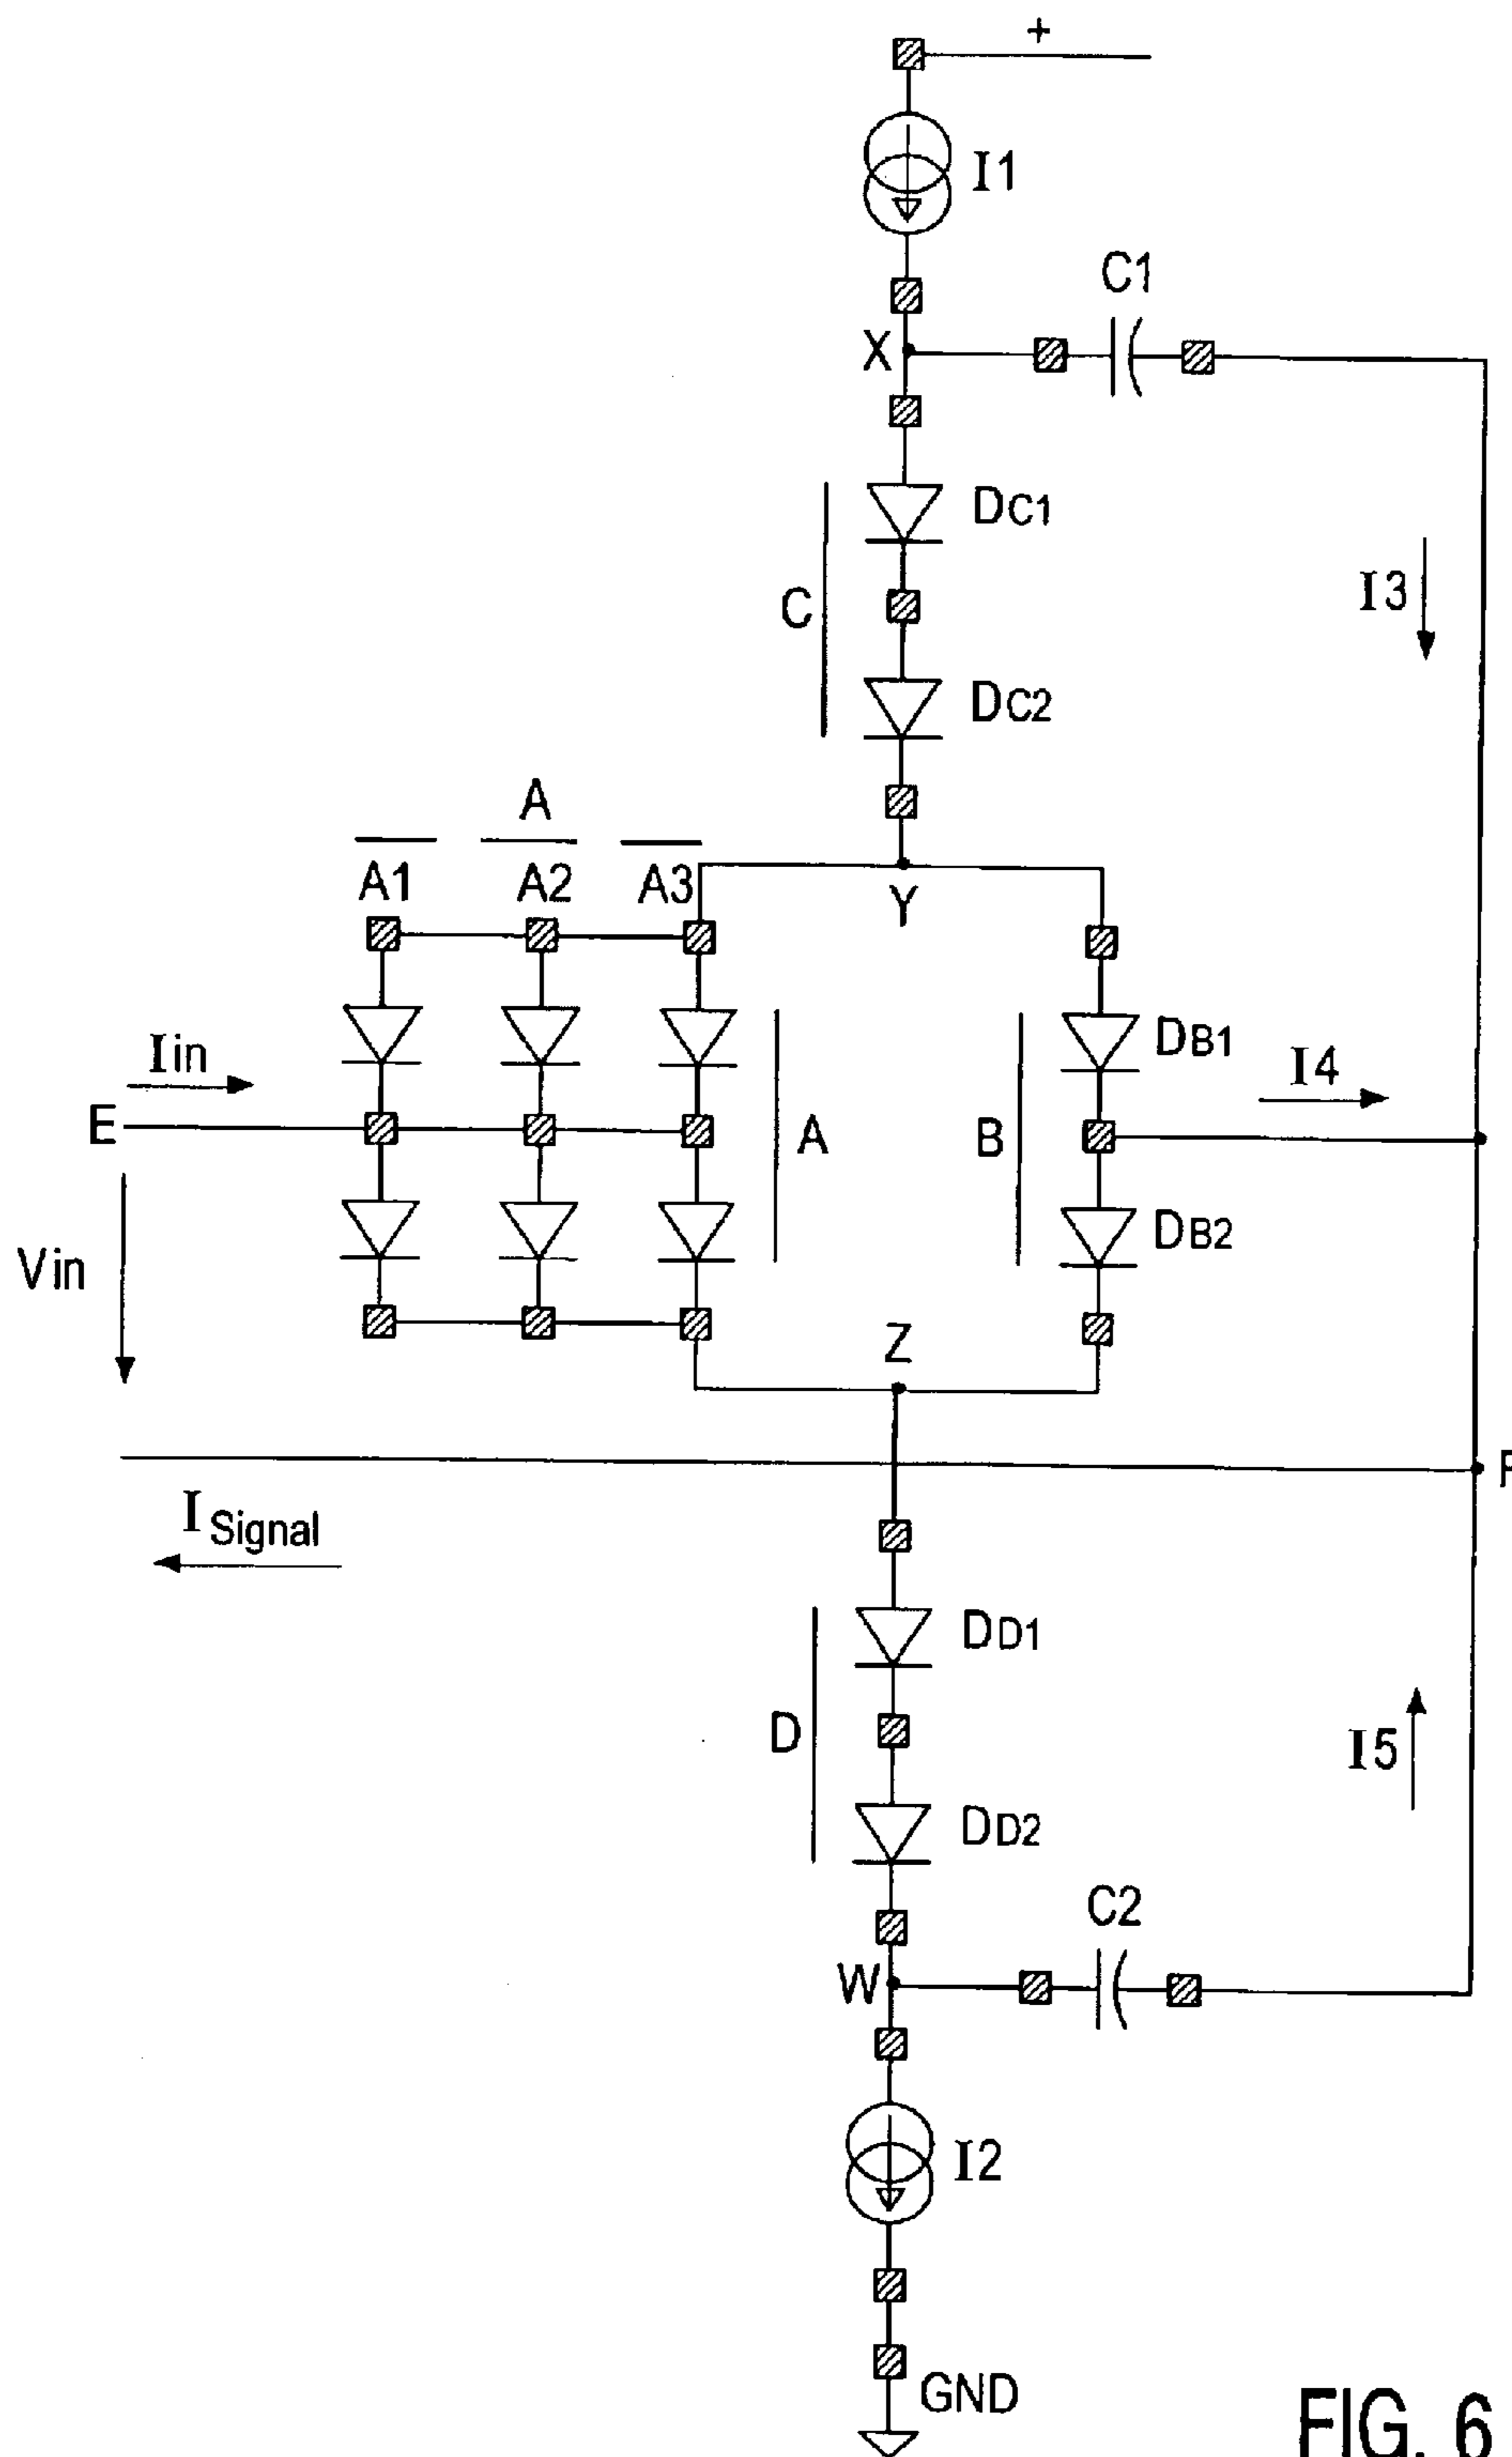 +
I1
C1
X
DC1
I3
C
DC2
A
A1 A2 A3
Y
Iin
DB1
I4
E
A
B
DB2
Vin
Z
I Signal
DD1
D
I5
DD2
C2
W
I2
GND
FIG. 6